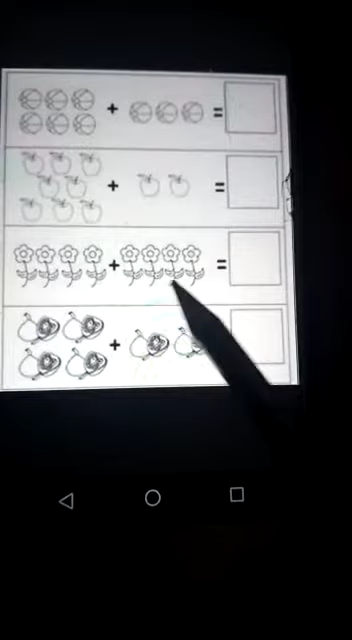 + =
+ =
+ =
+